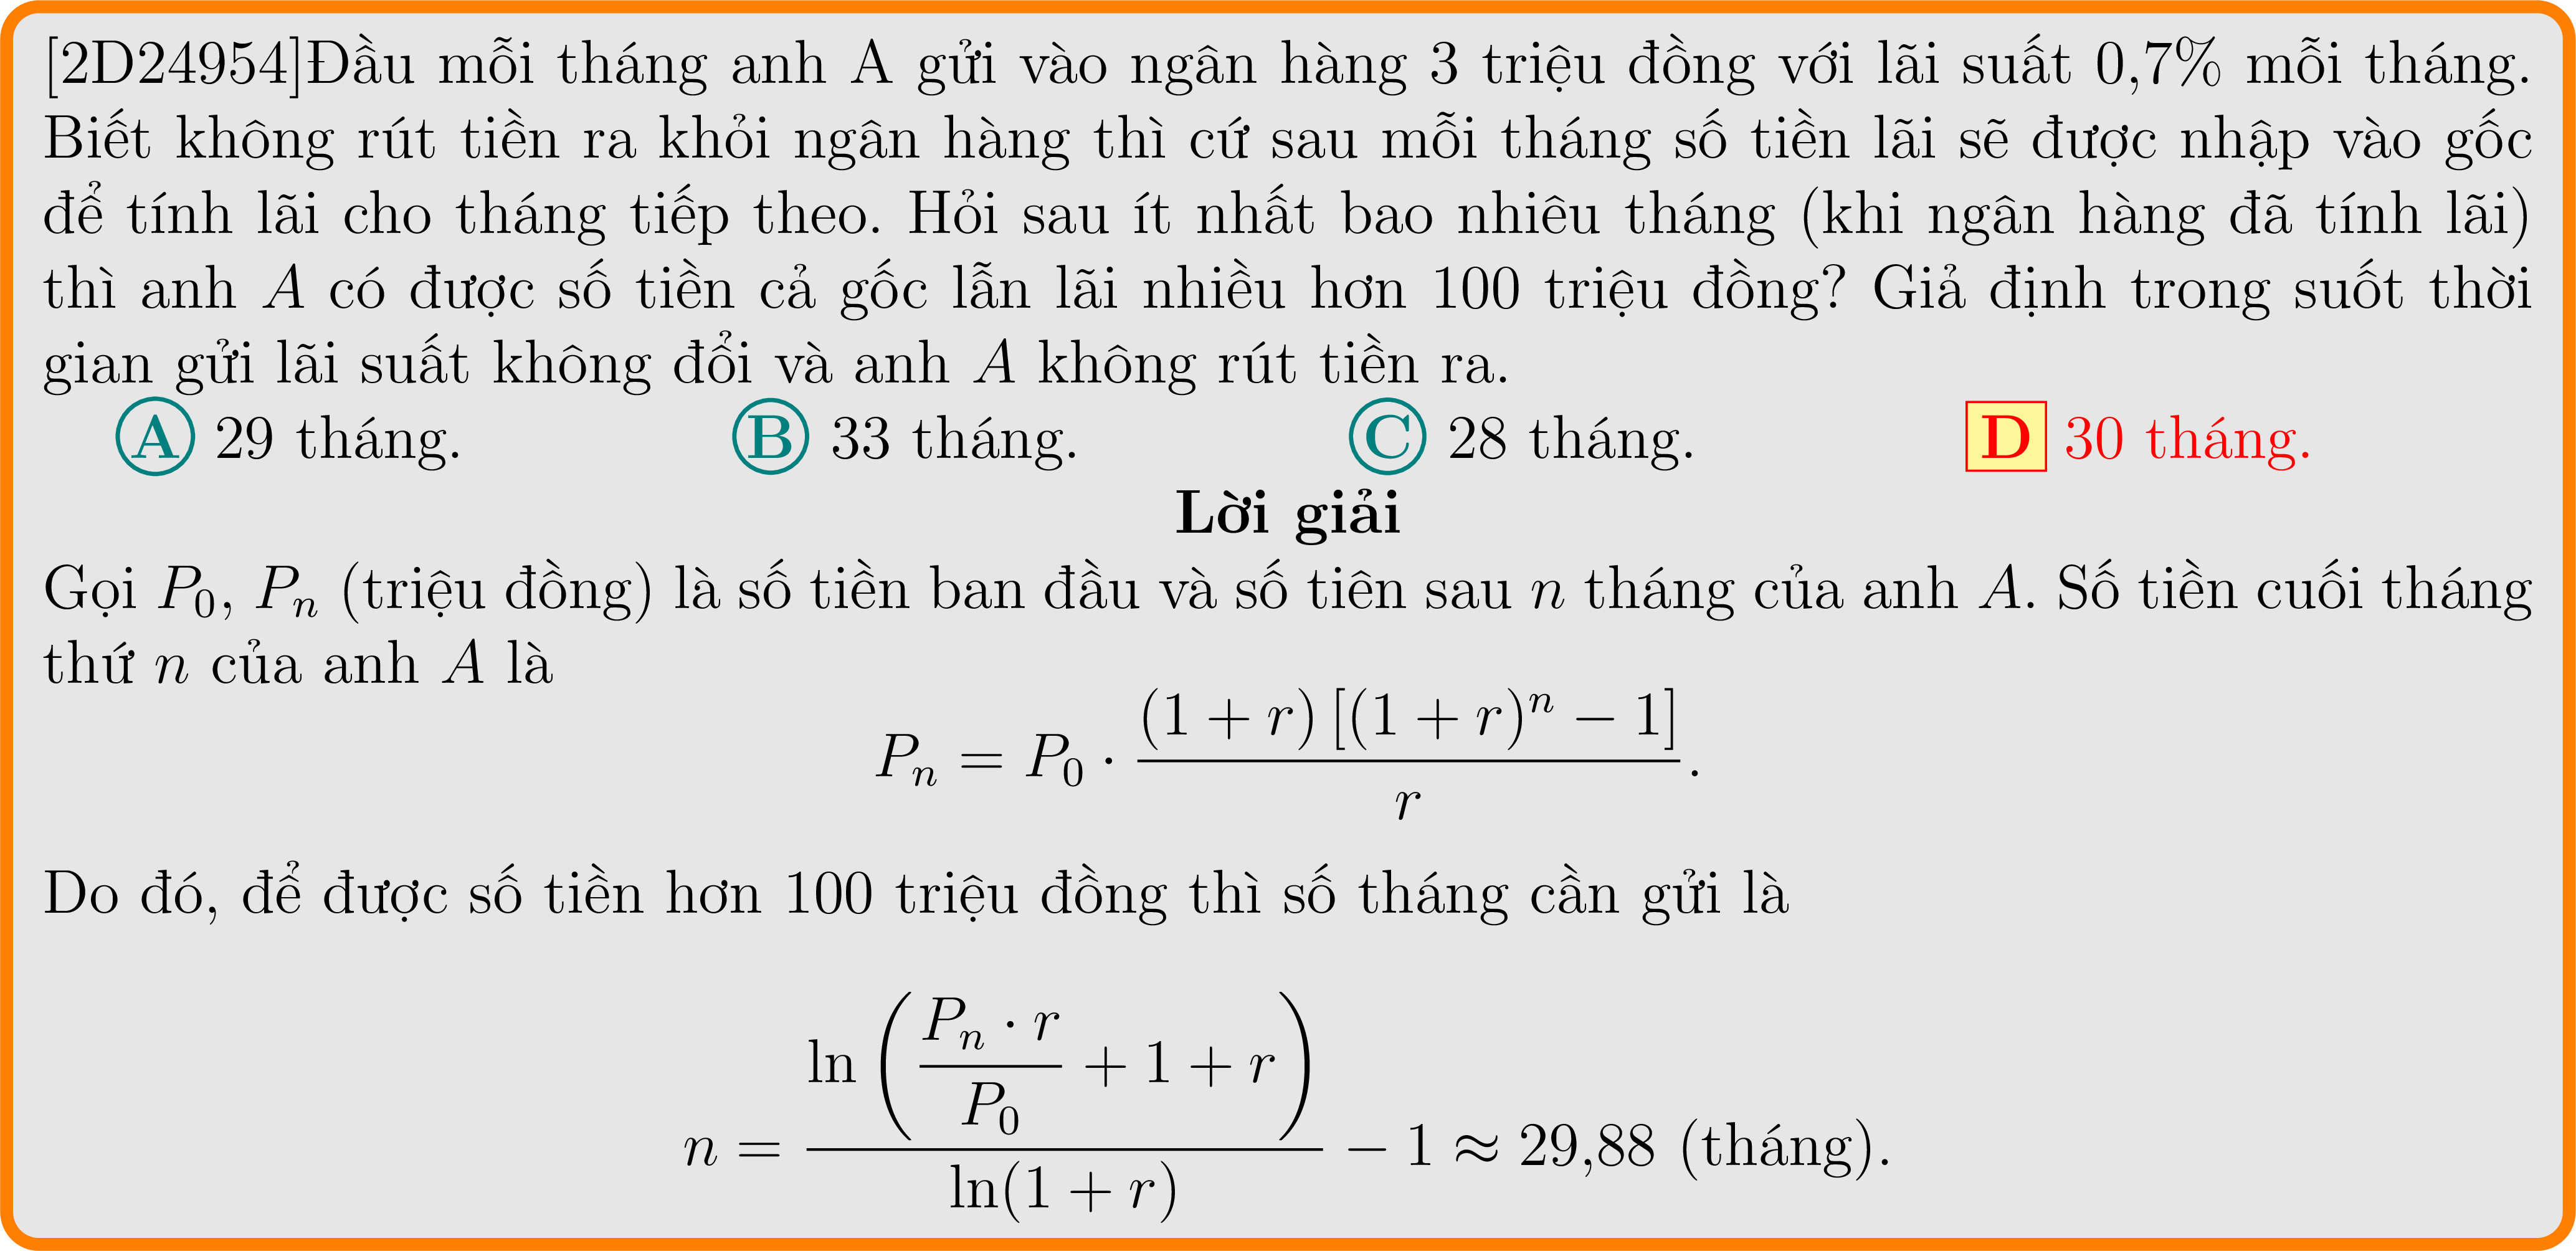 [2D24954]Đầu mỗi tháng anh A gửi vào ngân hàng 3 triệu đồng với lãi suất 0,7% mỗi tháng.
Biết không rút tiền ra khỏi ngân hàng thì cứ sau mỗi tháng số tiền lãi sẽ được nhập vào gốc
để tính lãi cho tháng tiếp theo. Hỏi sau ít nhất bao nhiêu tháng (khi ngân hàng đã tính lãi)
thì anh A có được số tiền cả gốc lẫn lãi nhiều hơn 100 triệu đồng? Giả định trong suốt thời
gian gửi lãi suất không đổi và anh A không rút tiền ra.
A 29 tháng. B 33 tháng. C 28 tháng. D 30 tháng.
Lời giải
Gọi P_0, P_n (triệu đồng) là số tiền ban đầu và số tiên sau n tháng của anh A. Số tiền cuối tháng
thứ n của anh A là
P_n = P_0 · \frac{(1 + r) [(1 + r)^n − 1]}{r}.
Do đó, để được số tiền hơn 100 triệu đồng thì số tháng cần gửi là
n = \frac{\ln\left(\frac{P_n · r}{P_0} + 1 + r\right)}{\ln(1 + r)} − 1 ≈ 29,88 (tháng).